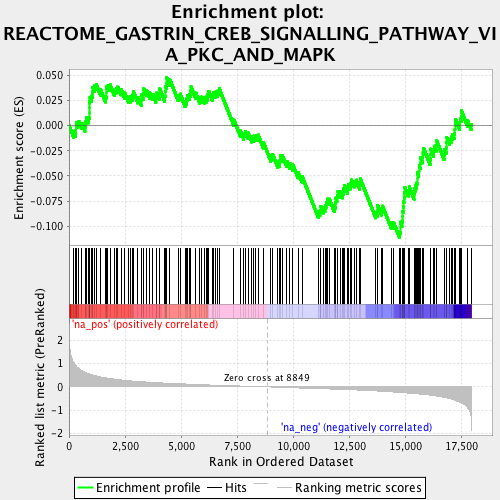 Enrichment plot:
REACTOME_GASTRIN_CREB_SIGNALLING_PATHWAY_VI
A_PKC_AND_MAPK
Enrichment score (ES)
0.050
0.025
0.000
-0.025
-0.050
-0.075
-0.100
'na_pos' (positively correlated)
Ranked list metric (PreRanked)
2
1
0
-1
-2
Zero cross at 8849
'na_neg' (negatively correlated)
0
2,500
5,000
7,500
10,000
12,500
15,000
17,500
Rank in Ordered Dataset
Enrichment profile
Hits
Ranking metric scores